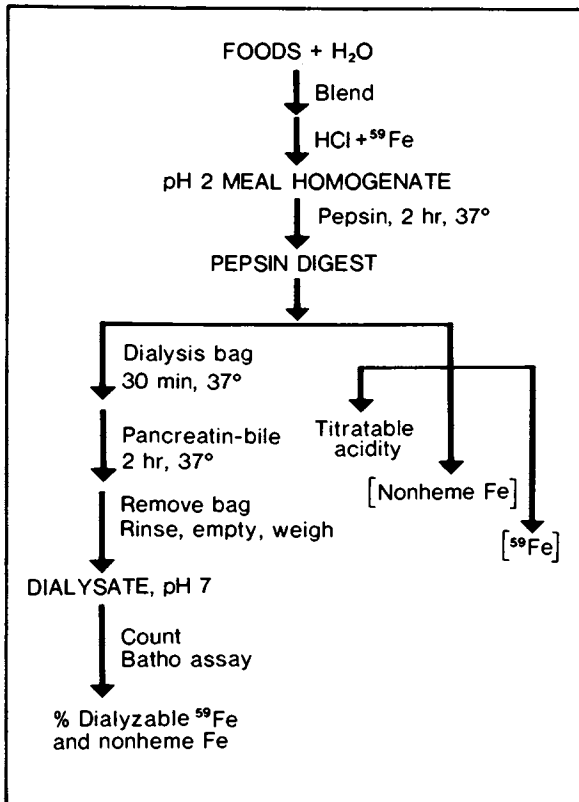 FOODS + H₂O
Blend
HCl + ⁵⁹Fe
pH 2 MEAL HOMOGENATE
Pepsin, 2 hr, 37°
PEPSIN DIGEST
Dialysis bag
30 min, 37°
Pancreatin-bile
2 hr, 37°
Remove bag
Rinse, empty, weigh
DIALYSATE, pH 7
Count
Batho assay
% Dialyzable ⁵⁹Fe
and nonheme Fe
Titratable
acidity
[Nonheme Fe]
[⁵⁹Fe]